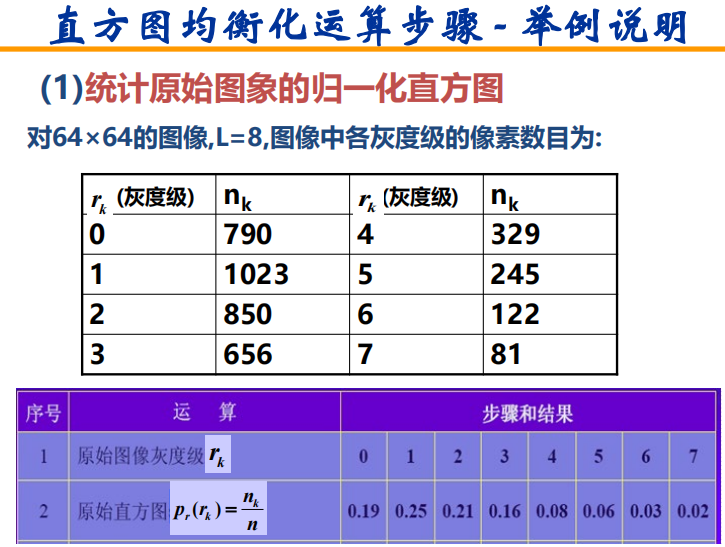 直方图均衡化运算步骤-举例说明
(1)统计原始图象的归一化直方图
对64×64的图像,L=8,图像中各灰度级的像素数目为:
r_k (灰度级) n_k r_k (灰度级) n_k
0 790 4 329
1 1023 5 245
2 850 6 122
3 656 7 81
序号 运 算 步骤和结果
1 原始图像灰度级 r_k 0 1 2 3 4 5 6 7
2 原始直方图 p_r(r_k)=n_k/n 0.19 0.25 0.21 0.16 0.08 0.06 0.03 0.02